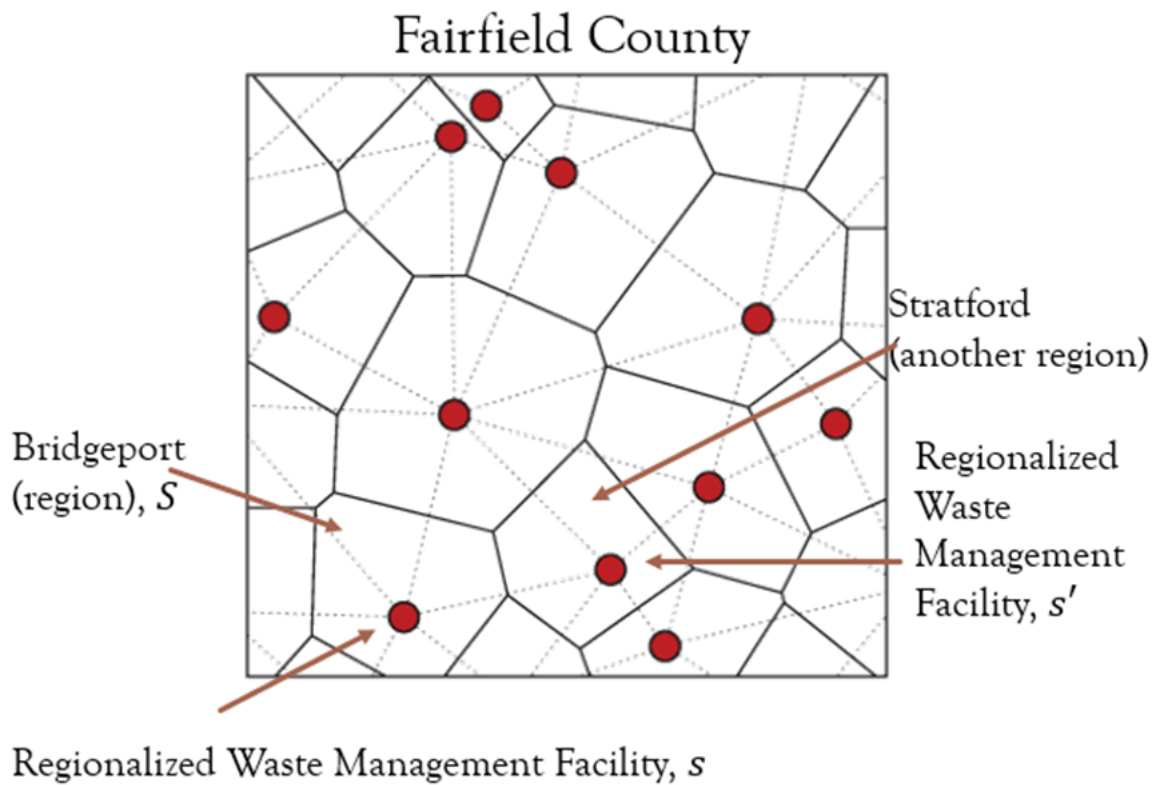 Fairfield County
Stratford
(another region)
Bridgeport
(region), S
Regionalized
Waste
Management
Facility, s′
Regionalized Waste Management Facility, s